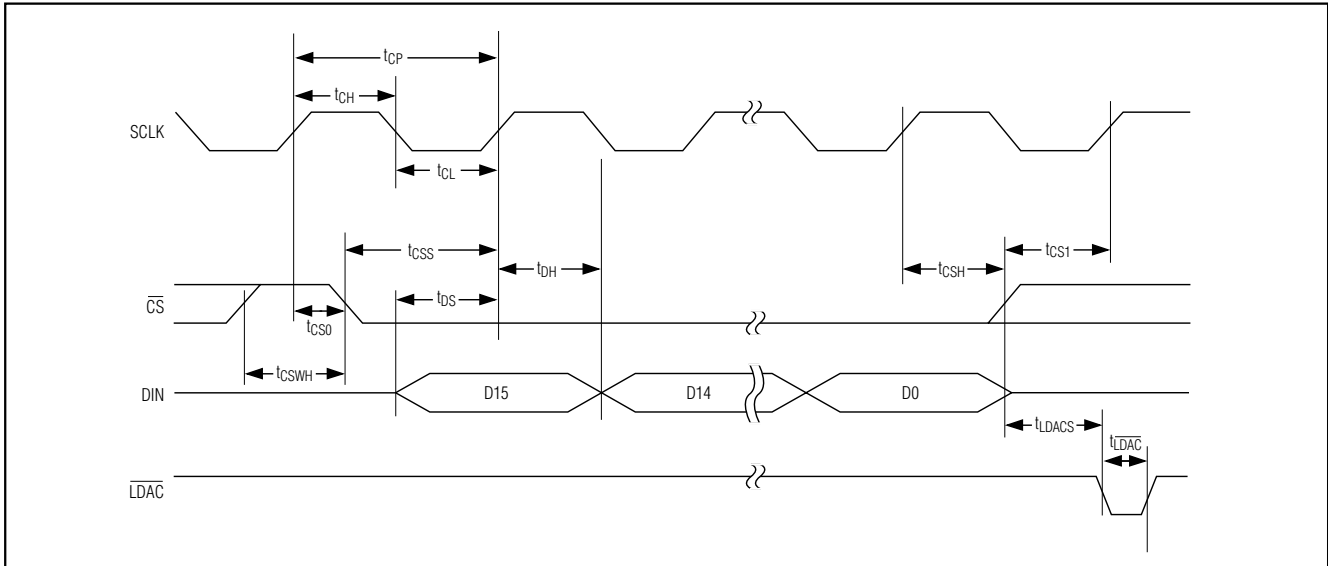 tCP
tCH
SCLK
tCL
tCSS
tDH
tCSH
tCS1
CS
tDS
tCS0
tCSWH
DIN
D15
D14
D0
tLDACS
tLDAC
LDAC